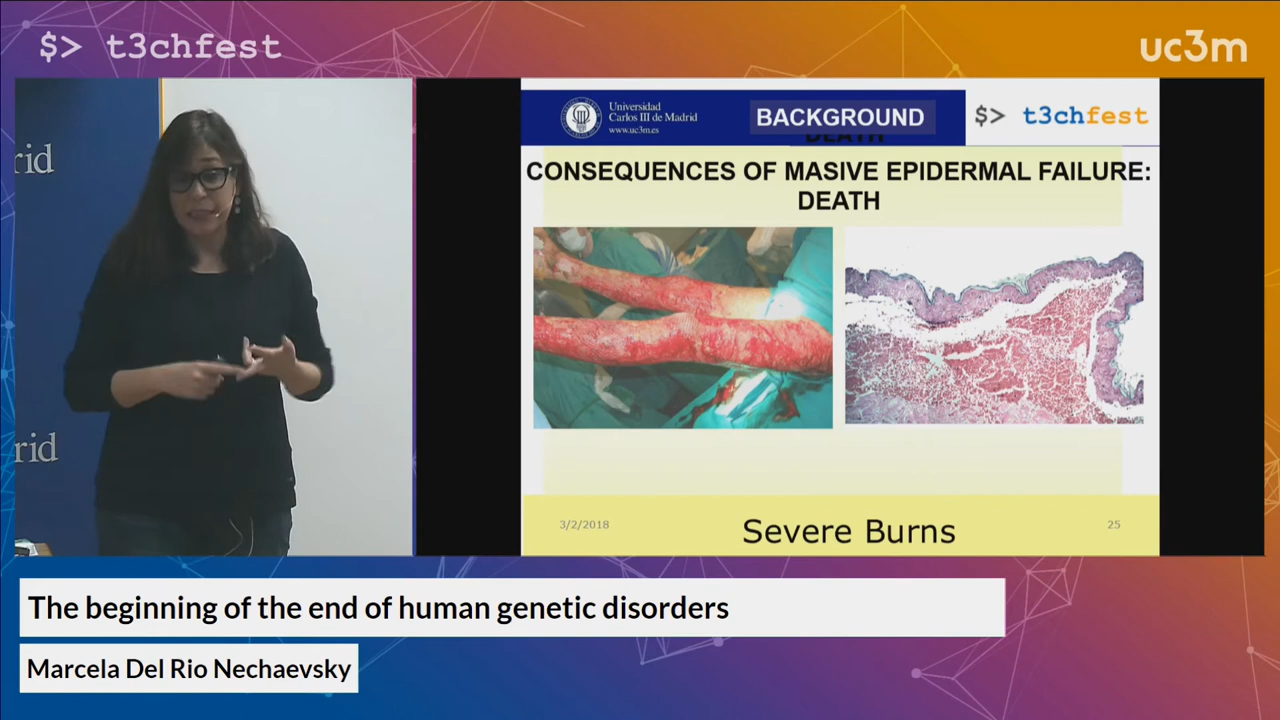 $> t3chfest
uc3m
rid
rid
Universidad
Carlos III de Madrid
www.uc3m.es
BACKGROUND
$> t3chfest
DEATH
CONSEQUENCES OF MASIVE EPIDERMAL FAILURE:
DEATH
3/2/2018
Severe Burns
25
The beginning of the end of human genetic disorders
Marcela Del Rio Nechaevsky